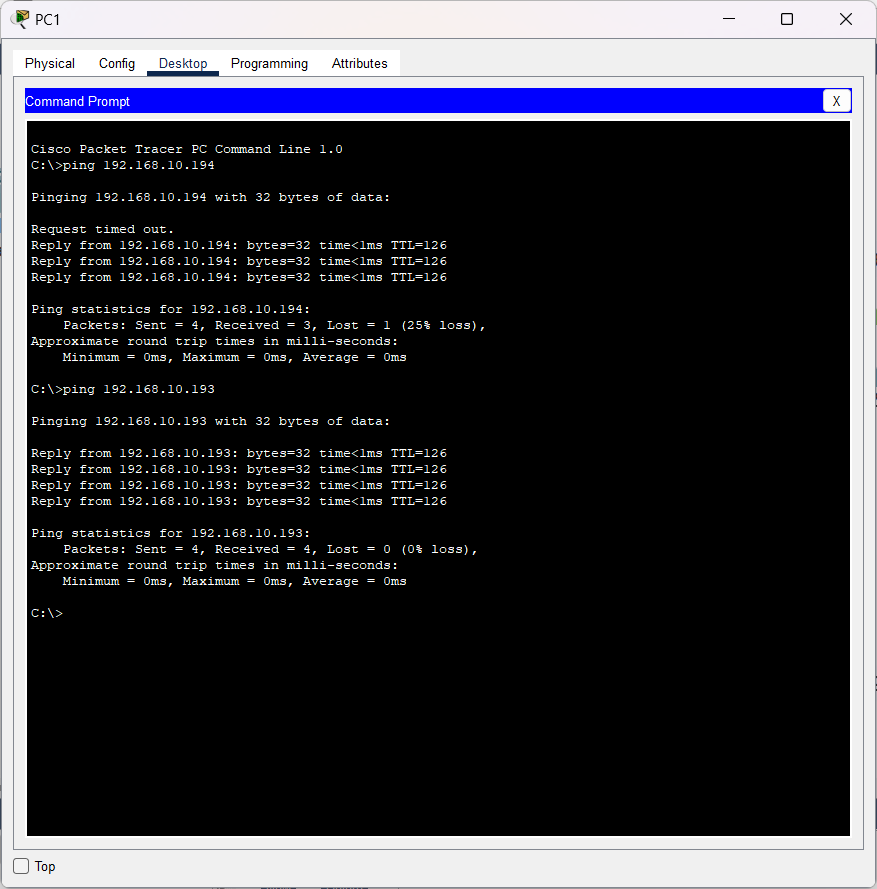 PC1
Physical Config Desktop Programming Attributes
Command Prompt X
Cisco Packet Tracer PC Command Line 1.0
C:\>ping 192.168.10.194
Pinging 192.168.10.194 with 32 bytes of data:
Request timed out.
Reply from 192.168.10.194: bytes=32 time<1ms TTL=126
Reply from 192.168.10.194: bytes=32 time<1ms TTL=126
Reply from 192.168.10.194: bytes=32 time<1ms TTL=126
Ping statistics for 192.168.10.194:
Packets: Sent = 4, Received = 3, Lost = 1 (25% loss),
Approximate round trip times in milli-seconds:
Minimum = 0ms, Maximum = 0ms, Average = 0ms
C:\>ping 192.168.10.193
Pinging 192.168.10.193 with 32 bytes of data:
Reply from 192.168.10.193: bytes=32 time<1ms TTL=126
Reply from 192.168.10.193: bytes=32 time<1ms TTL=126
Reply from 192.168.10.193: bytes=32 time<1ms TTL=126
Reply from 192.168.10.193: bytes=32 time<1ms TTL=126
Ping statistics for 192.168.10.193:
Packets: Sent = 4, Received = 4, Lost = 0 (0% loss),
Approximate round trip times in milli-seconds:
Minimum = 0ms, Maximum = 0ms, Average = 0ms
C:\>
Top